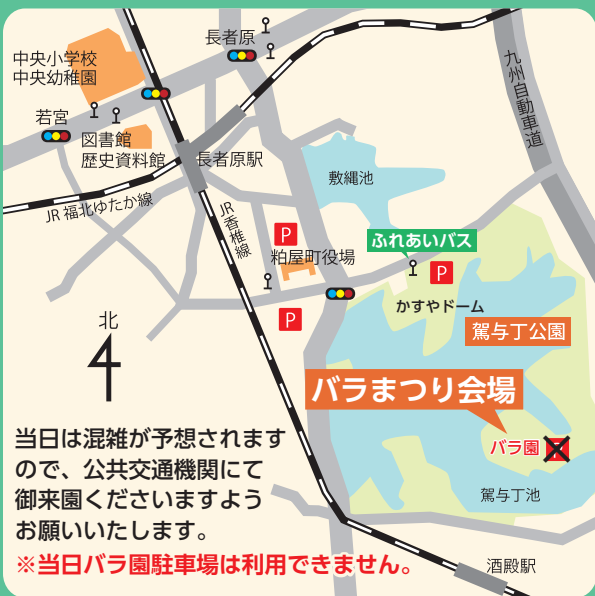 長者原
中央小学校
中央幼稚園
若宮
図書館
歴史資料館
長者原駅
九州自動車道
敷縄池
JR 福北ゆたか線
JR香椎線
P
粕屋町役場
ふれあいバス
P
かすやドーム
P
駕与丁公園
北
バラまつり会場
バラ園
当日は混雑が予想されます
ので、公共交通機関にて
御来園くださいますよう
お願いいたします。
駕与丁池
※当日バラ園駐車場は利用できません。
酒殿駅